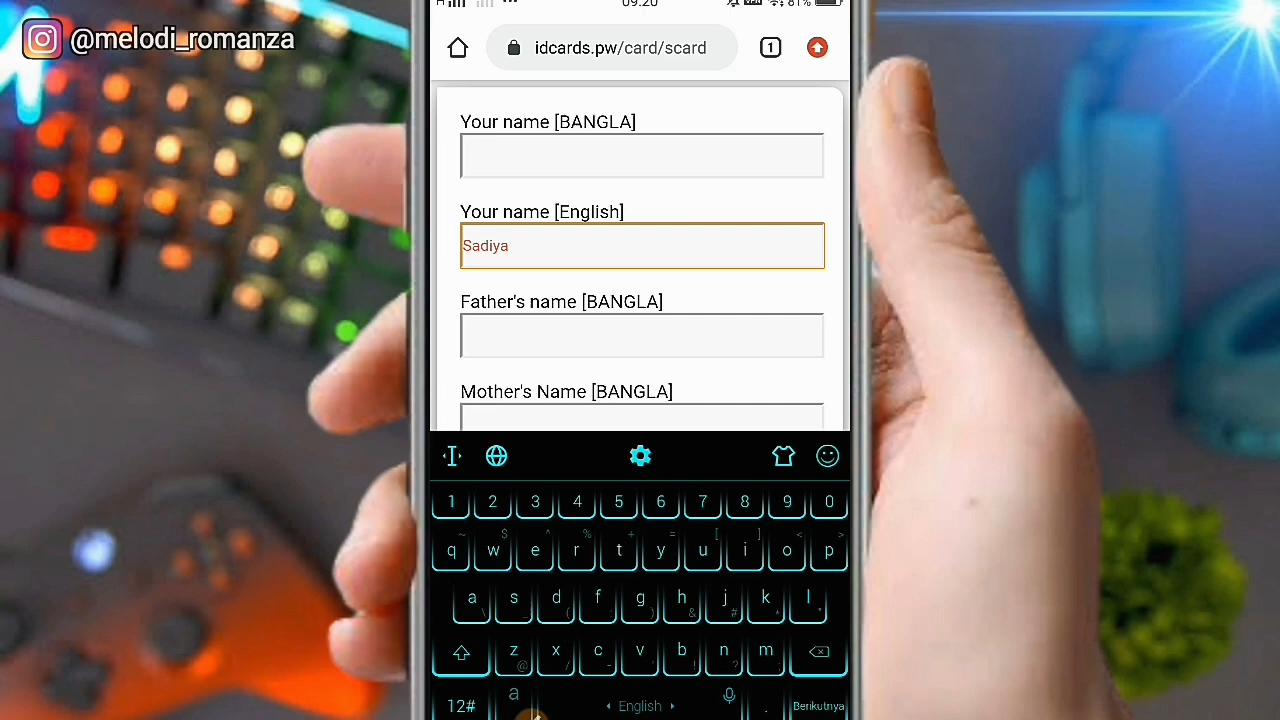 @melodi_romanza
09.20
81%
idcards.pw/card/scard
1
Your name [BANGLA]
Your name [English]
Sadiya
Father's name [BANGLA]
Mother's Name [BANGLA]
1 2 3 4 5 6 7 8 9 0
q w e r t y u i o p
a s d f g h j k l
z x c v b n m
12# a English . Berikutnya